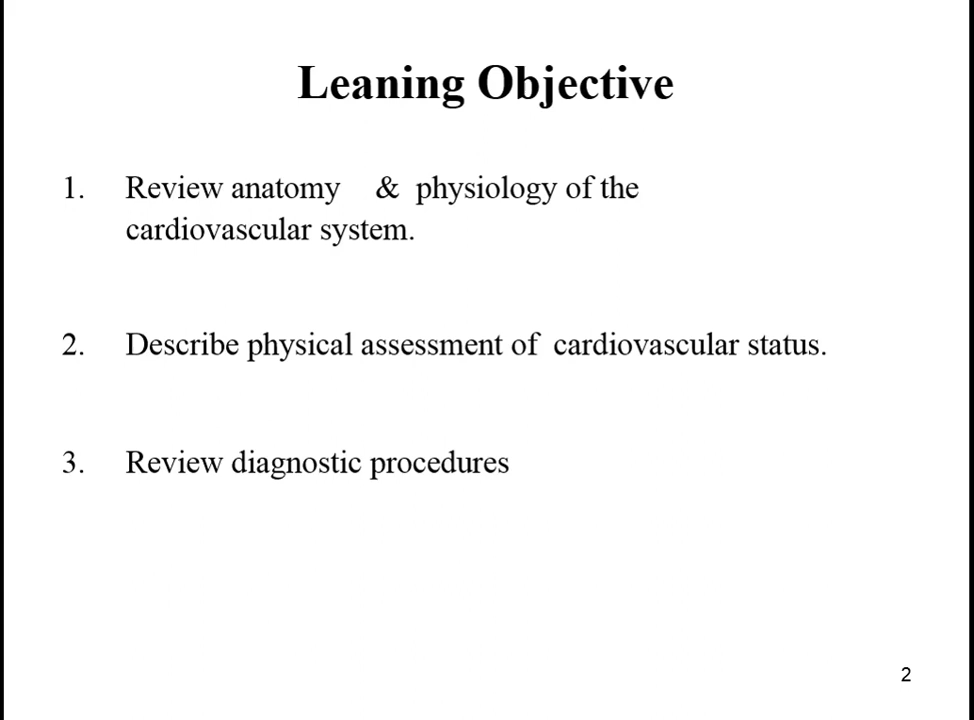 Leaning Objective
1. Review anatomy & physiology of the
cardiovascular system.
2. Describe physical assessment of cardiovascular status.
3. Review diagnostic procedures
2